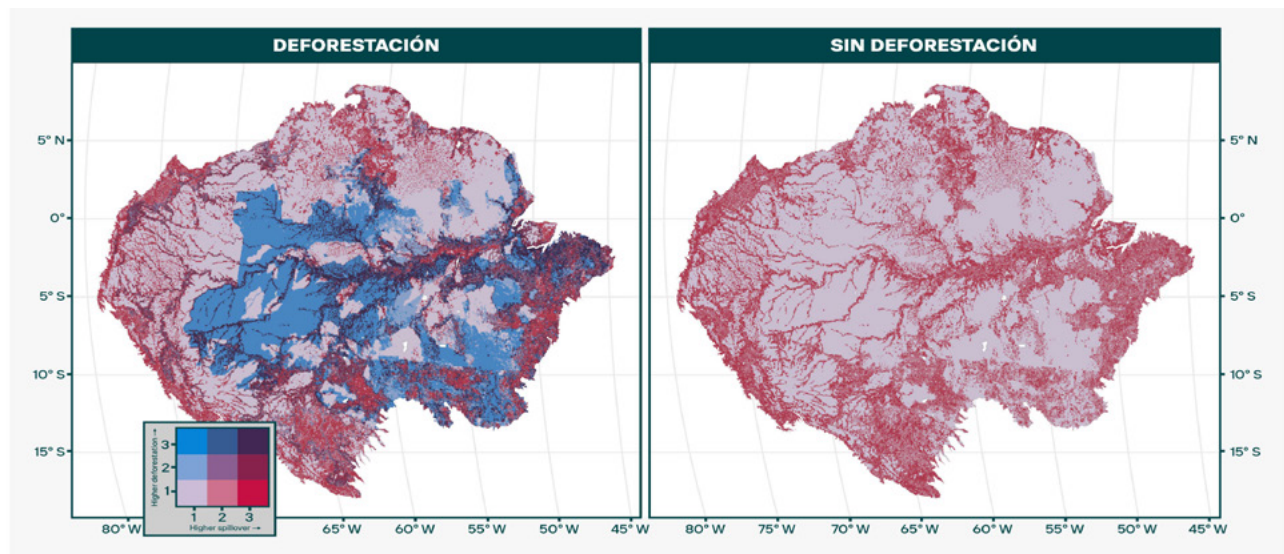 DEFORESTACIÓN
SIN DEFORESTACIÓN
5° N
0°
5° S
10° S
15° S
5° N
0°
5° S
10° S
15° S
Higher deforestation →
3
2
1
1 2 3
Higher spillover →
80° W 65° W 60° W 55° W 50° W 45° W
80° W 75° W 70° W 65° W 60° W 55° W 50° W 45° W